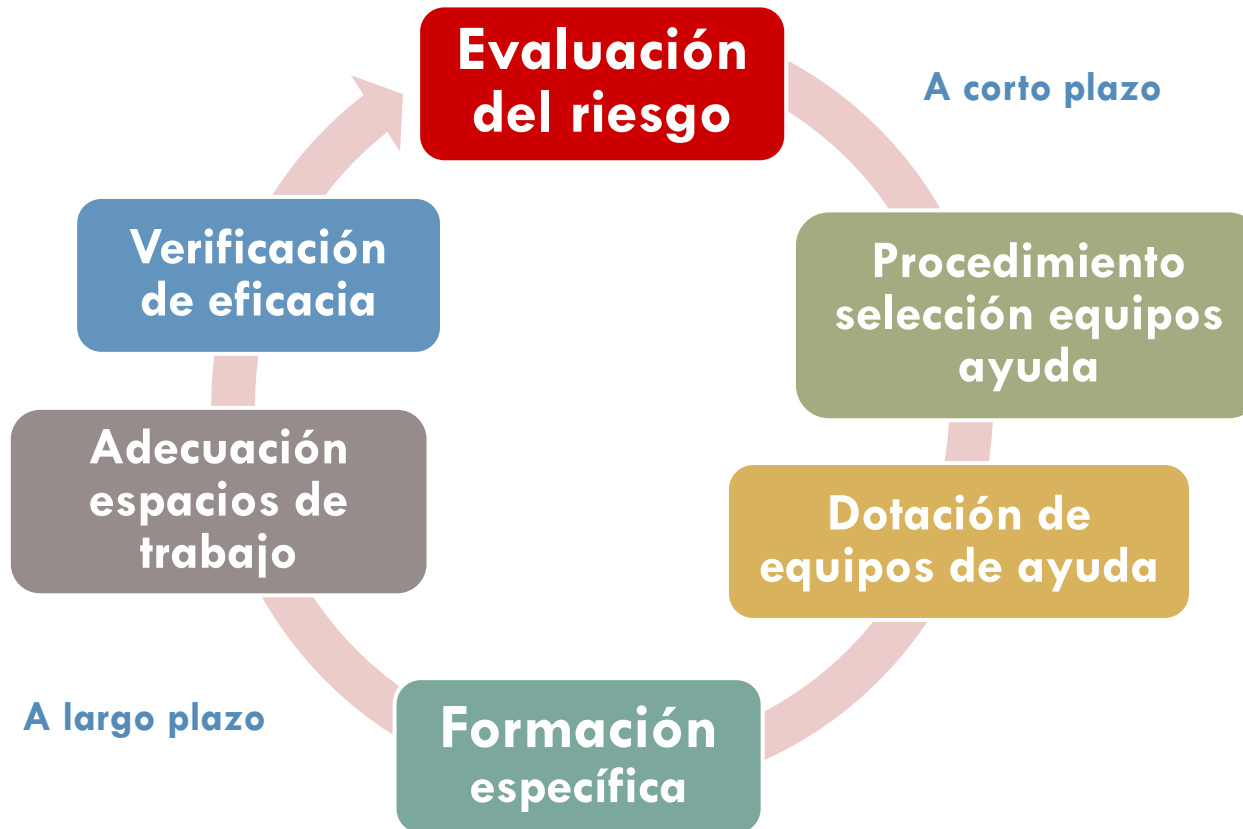 Evaluación
del riesgo
A corto plazo
Procedimiento
selección equipos
ayuda
Dotación de
equipos de ayuda
Formación
específica
A largo plazo
Adecuación
espacios de
trabajo
Verificación
de eficacia